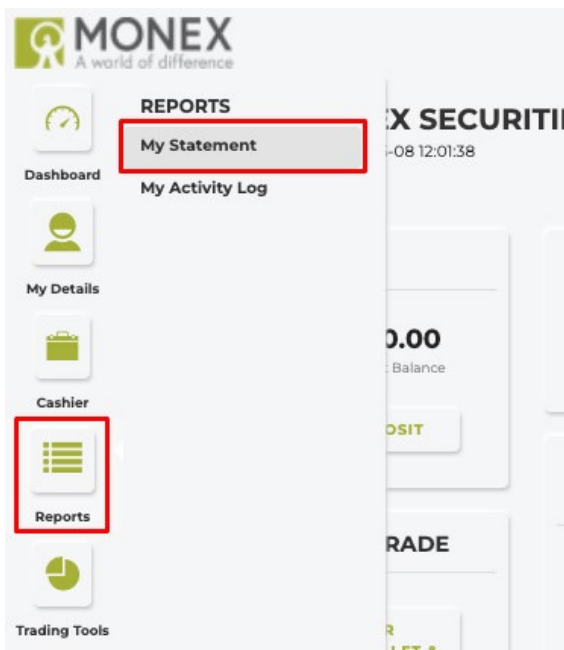 MONEX
A world of difference
Dashboard
My Details
Cashier
Reports
Trading Tools
REPORTS
My Statement
My Activity Log
EX SECURITI
-08 12:01:38
0.00
Balance
OSIT
RADE
R